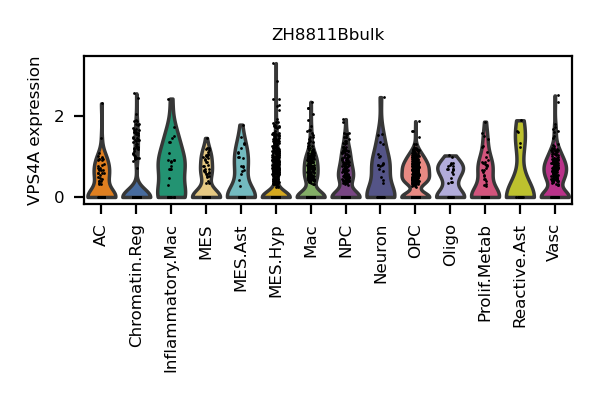 ZH8811Bbulk
VPS4A expression
2
0
AC
Chromatin.Reg
Inflammatory.Mac
MES
MES.Ast
MES.Hyp
Mac
NPC
Neuron
OPC
Oligo
Prolif.Metab
Reactive.Ast
Vasc